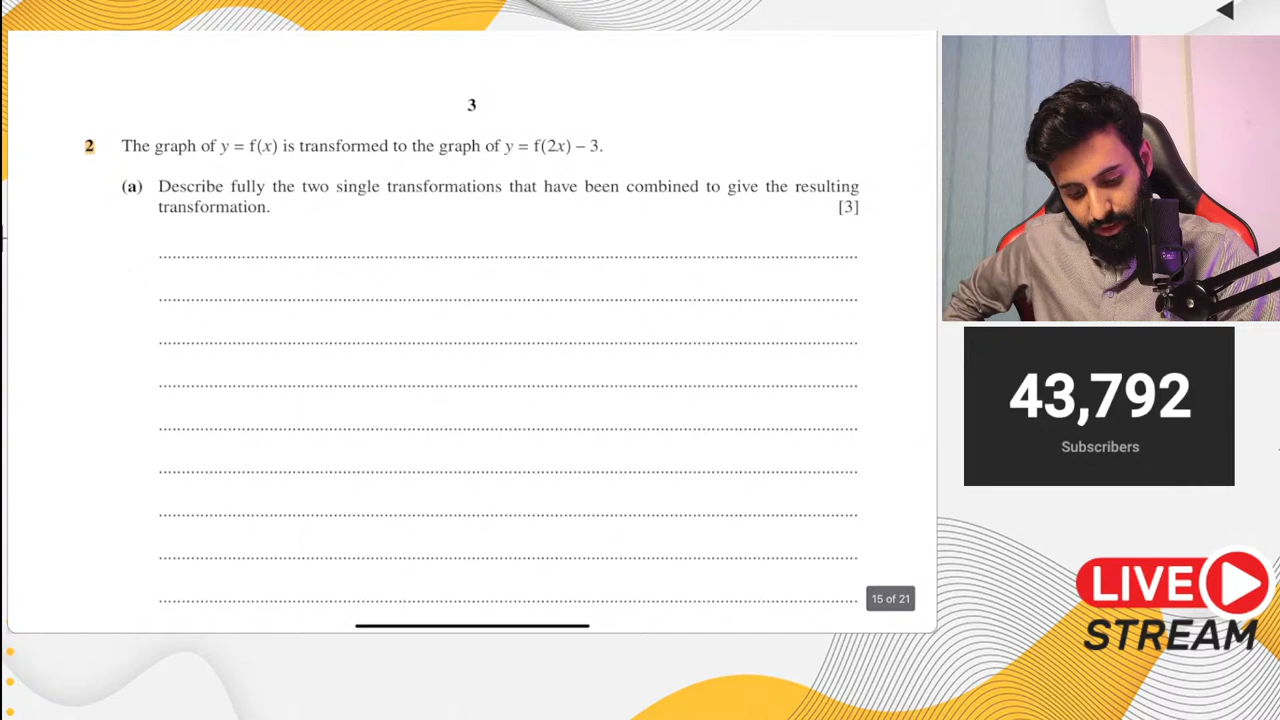 3
2 The graph of y = f(x) is transformed to the graph of y = f(2x) – 3.
(a) Describe fully the two single transformations that have been combined to give the resulting
transformation. [3]
15 of 21
43,792
Subscribers
LIVE
STREAM